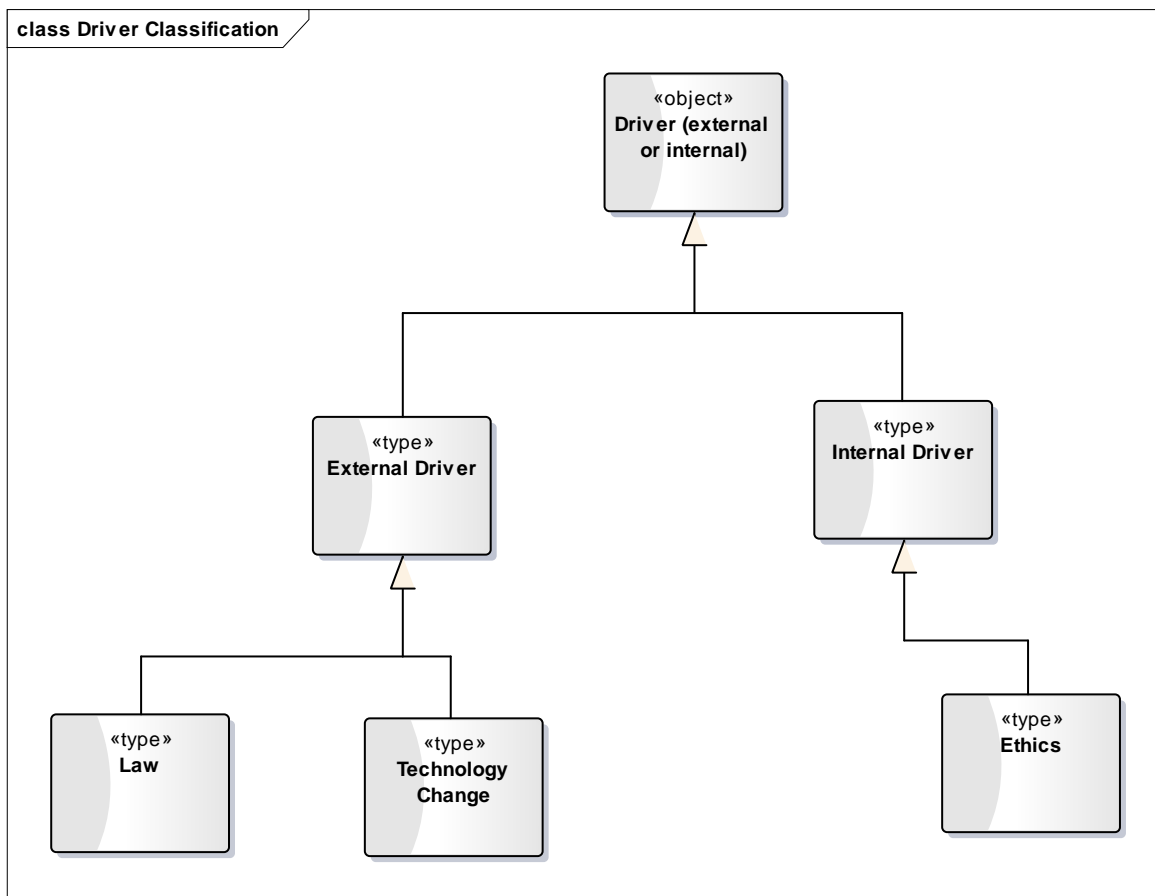 class Driver Classification
«object»
Driver (external
or internal)
«type»
External Driver
«type»
Internal Driver
«type»
Law
«type»
Technology
Change
«type»
Ethics